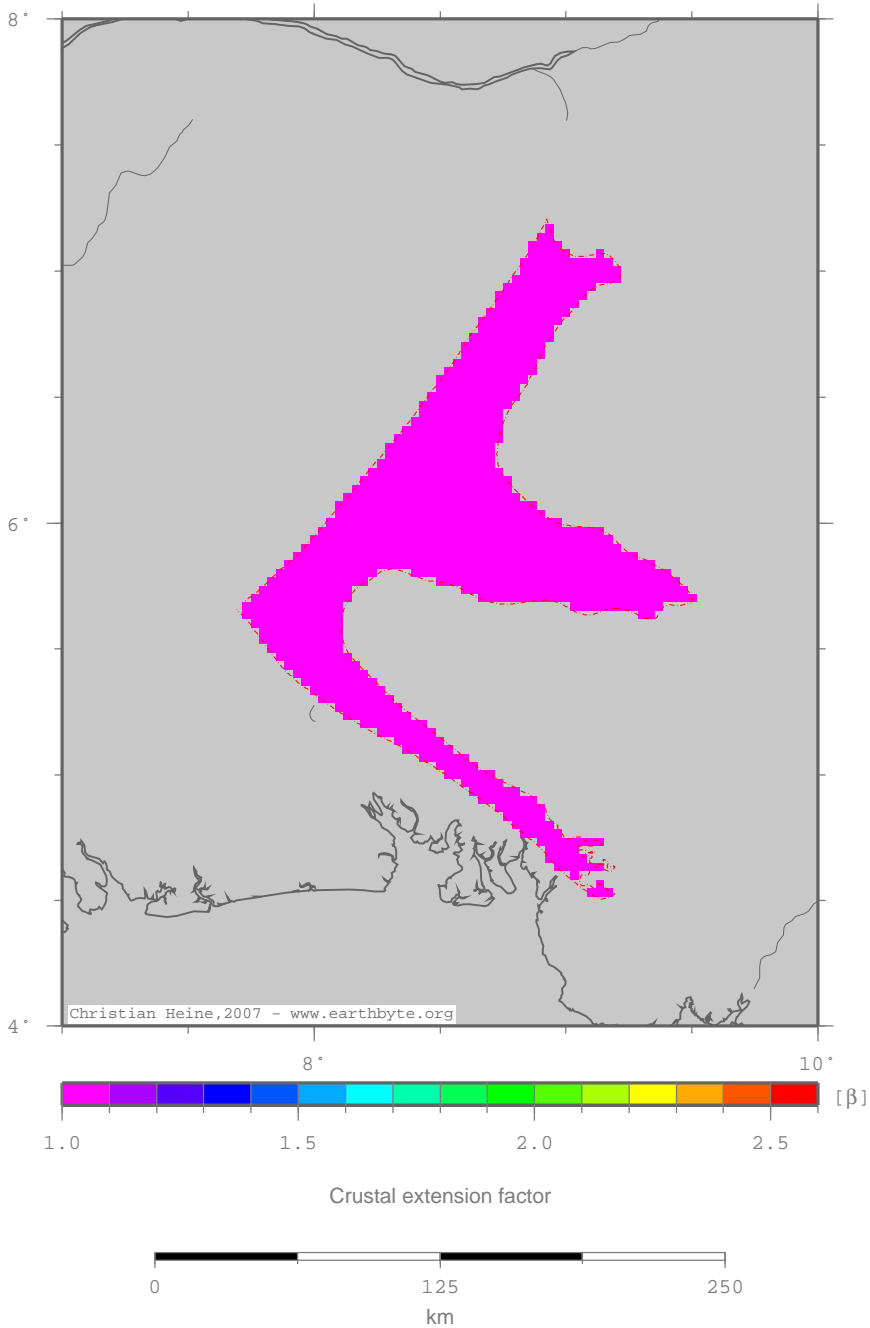 8°
6°
4°
Christian Heine,2007 - www.earthbyte.org
8° 10°
[β]
1.0 1.5 2.0 2.5
Crustal extension factor
0 125 250
km